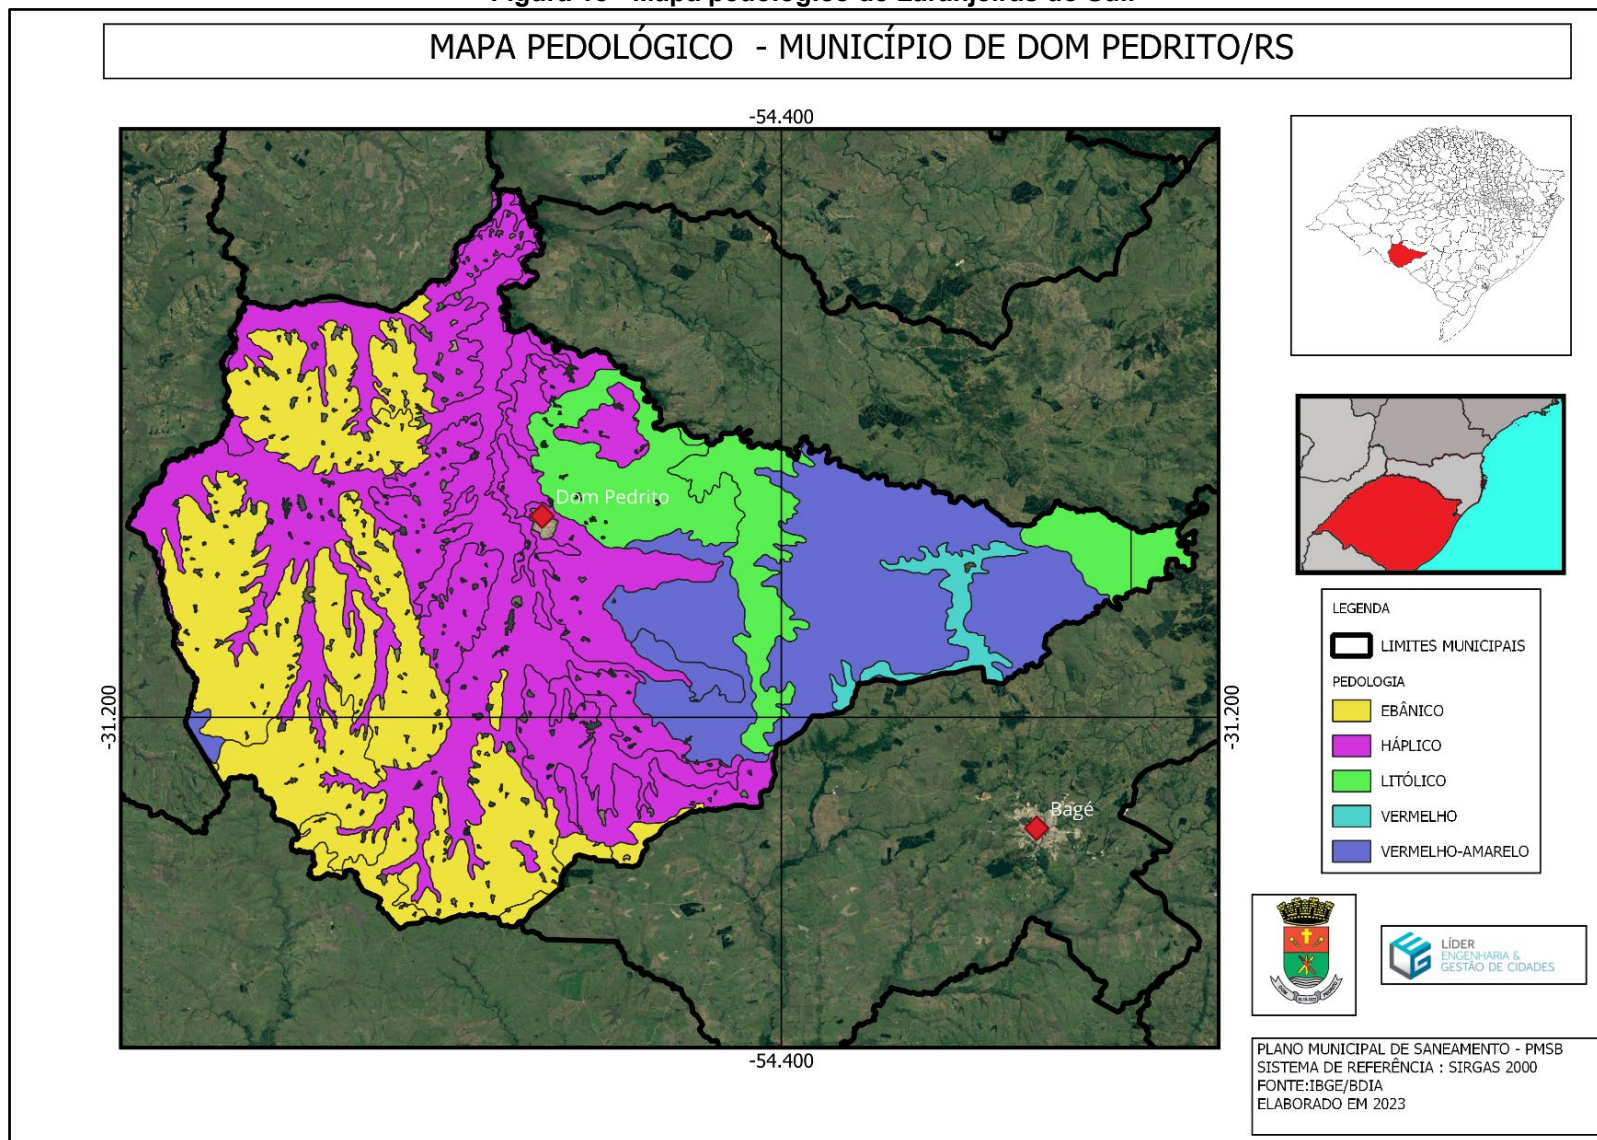 MAPA PEDOLÓGICO - MUNICÍPIO DE DOM PEDRITO/RS
-54.400
Dom Pedrito
-31.200
-31.200
Bagé
-54.400
LEGENDA
LIMITES MUNICIPAIS
PEDOLOGIA
EBÂNICO
HÁPLICO
LITÓLICO
VERMELHO
VERMELHO-AMARELO
DOM
PEDRITO
LÍDER
ENGENHARIA &
GESTÃO DE CIDADES
PLANO MUNICIPAL DE SANEAMENTO - PMSB
SISTEMA DE REFERÊNCIA : SIRGAS 2000
FONTE:IBGE/BDIA
ELABORADO EM 2023